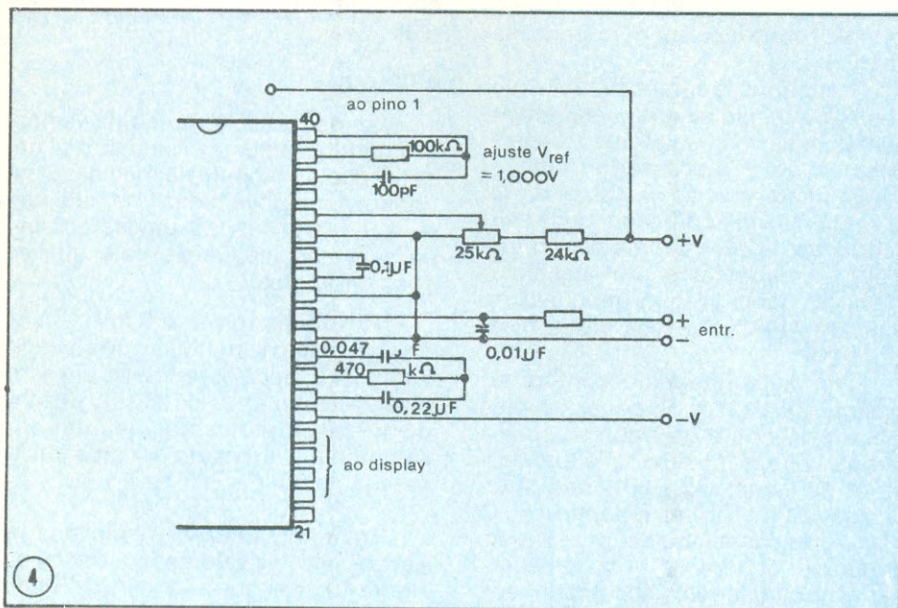 ao pino 1
40
100kΩ
ajuste Vref
= 1,000V
100pF
25kΩ
24kΩ
+V
0,1µF
+
entr.
-
0,01µF
0,047
F
470
kΩ
0,22µF
-V
ao display
21
4